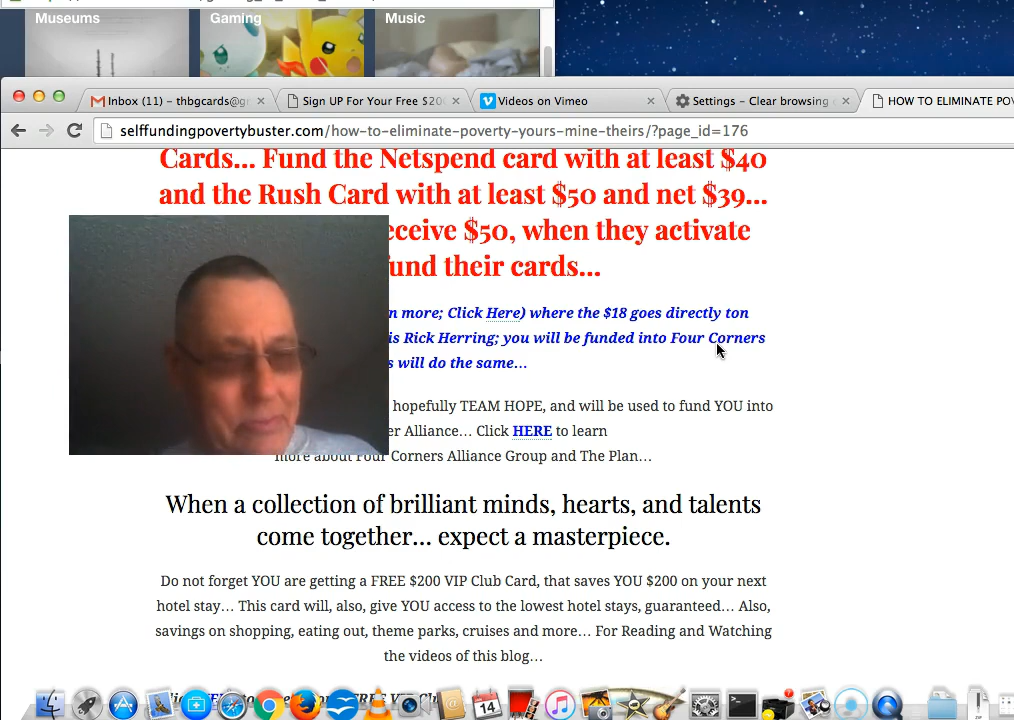 Museums
Gaming
Music
Inbox (11) – thbgcards@g
Sign UP For Your Free $20
Videos on Vimeo
Settings – Clear browsing
HOW TO ELIMINATE POV
selffundingpovertybuster.com/how-to-eliminate-poverty-yours-mine-theirs/?page_id=176
Cards... Fund the Netspend card with at least $40
and the Rush Card with at least $50 and net $39...
eceive $50, when they activate
und their cards...
n more; Click Here) where the $18 goes directly ton
is Rick Herring; you will be funded into Four Corners
s will do the same...
hopefully TEAM HOPE, and will be used to fund YOU into
er Alliance... Click HERE to learn
more about Four Corners Alliance Group and The Plan...
When a collection of brilliant minds, hearts, and talents
come together... expect a masterpiece.
Do not forget YOU are getting a FREE $200 VIP Club Card, that saves YOU $200 on your next
hotel stay... This card will, also, give YOU access to the lowest hotel stays, guaranteed... Also,
savings on shopping, eating out, theme parks, cruises and more... For Reading and Watching
the videos of this blog...
14